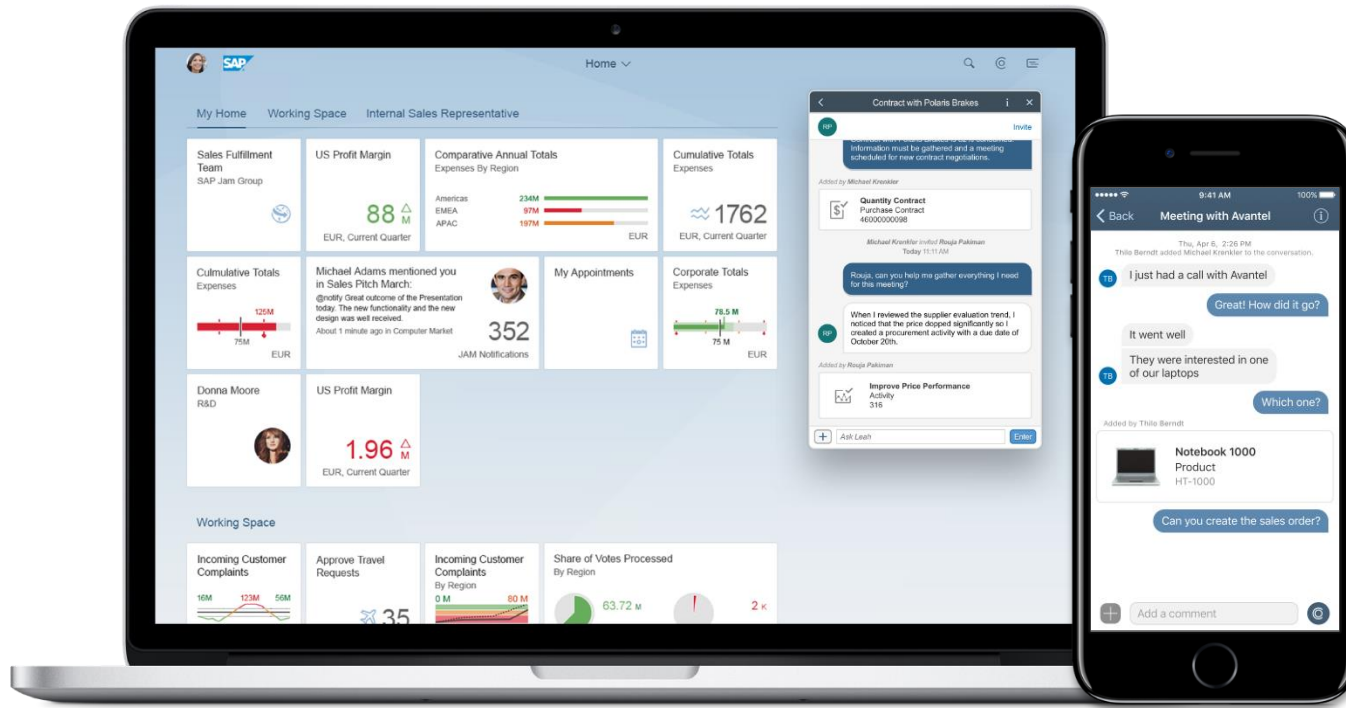 SAP
Home
My Home Working Space Internal Sales Representative
Sales Fulfillment
Team
SAP Jam Group
US Profit Margin
88 M
EUR, Current Quarter
Comparative Annual Totals
Expenses By Region
Americas 234M
EMEA 97M
APAC 197M
EUR
Cumulative Totals
Expenses
1762
EUR, Current Quarter
Culmulative Totals
Expenses
125M
75M
EUR
Michael Adams mentioned you
in Sales Pitch March:
@notify Great outcome of the Presentation
today. The new functionality and the new
design was well received.
About 1 minute ago in Computer Market
352
JAM Notifications
My Appointments
Corporate Totals
Expenses
78.5 M
75 M
EUR
Donna Moore
R&D
US Profit Margin
1.96 M
EUR, Current Quarter
Working Space
Incoming Customer
Complaints
16M 123M 56M
Approve Travel
Requests
35
Incoming Customer
Complaints
By Region
0 M 80 M
Share of Votes Processed
By Region
63.72 M
2 K
Contract with Polaris Brakes
RP
Invite
Information must be gathered and a meeting
scheduled for new contract negotiations.
Added by Michael Krenkler
Quantity Contract
Purchase Contract
46000000098
Michael Krenkler invited Rouja Pakiman
Today 11:11 AM
Rouja, can you help me gather everything I need
for this meeting?
When I reviewed the supplier evaluation trend, I
noticed that the price dopped significantly so I
created a procurement activity with a due date of
October 20th.
RP
Added by Rouja Pakiman
Improve Price Performance
Activity
316
Ask Leah
Enter
9:41 AM
100%
Back
Meeting with Avantel
Thu, Apr 6, 2:26 PM
Thilo Berndt added Michael Krenkler to the conversation.
TB
I just had a call with Avantel
Great! How did it go?
It went well
They were interested in one
of our laptops
TB
Which one?
Added by Thilo Berndt
Notebook 1000
Product
HT-1000
Can you create the sales order?
Add a comment